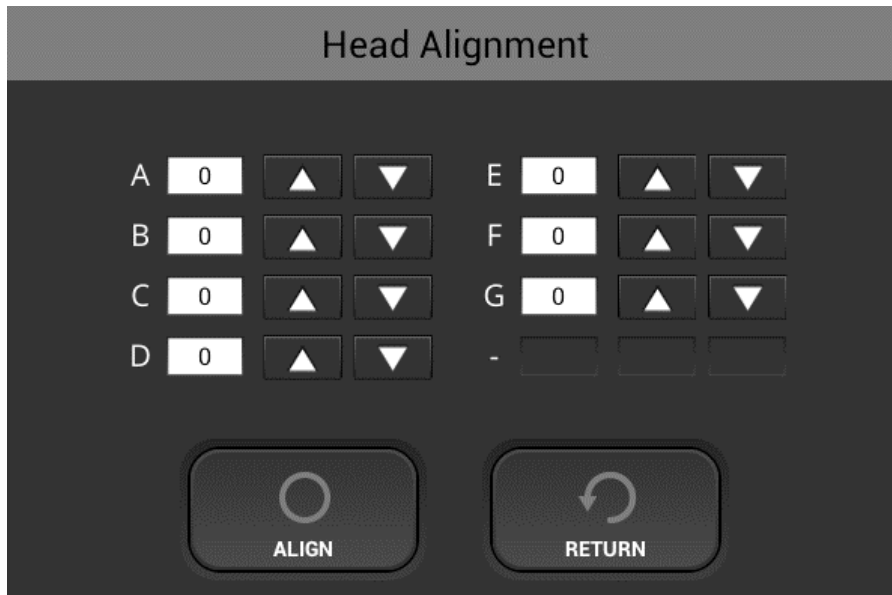 Head Alignment
A 0 E 0
B 0 F 0
C 0 G 0
D 0 -
ALIGN RETURN